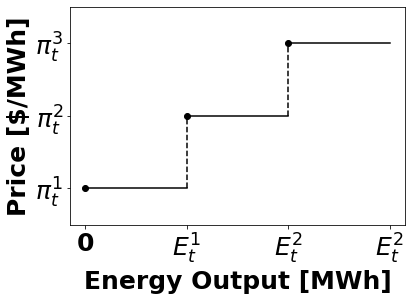 Price [$/MWh]
π_t^3
π_t^2
π_t^1
0 E_t^1 E_t^2 E_t^2
Energy Output [MWh]